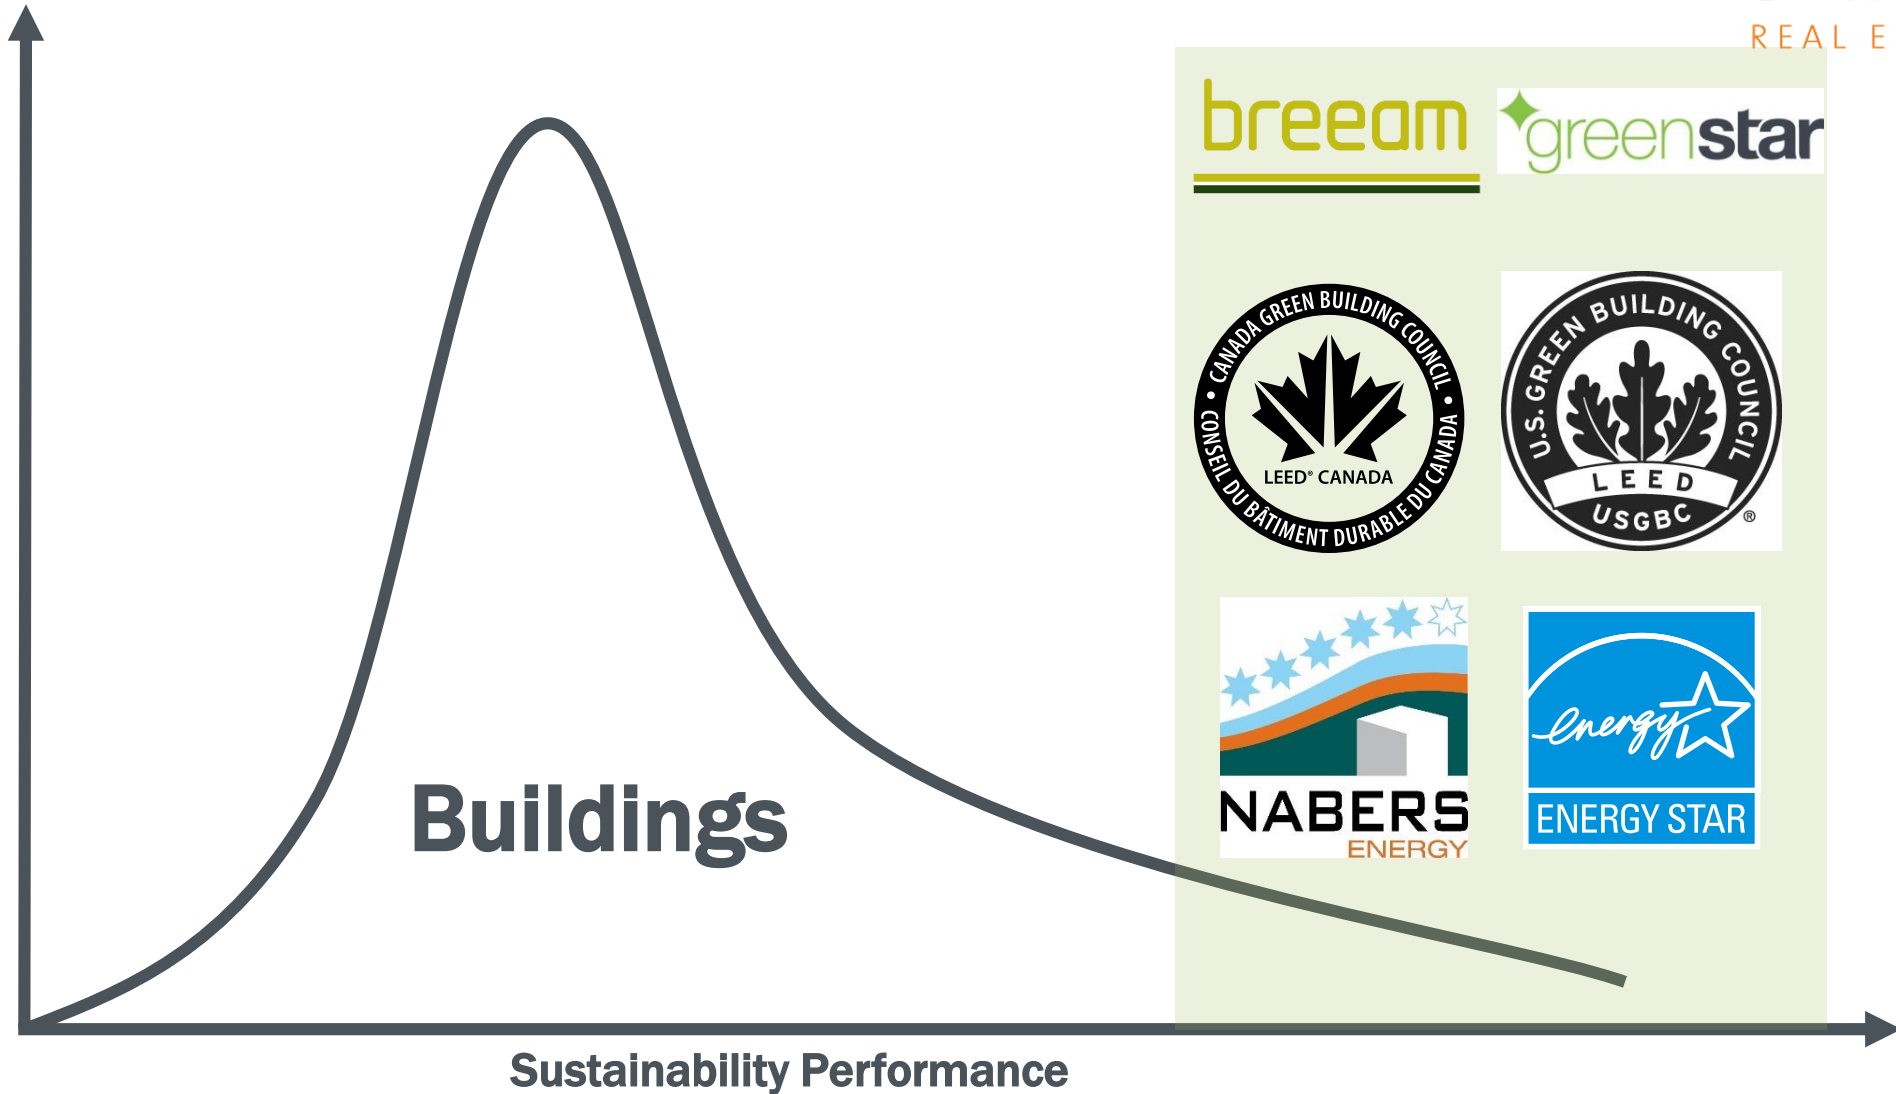 REAL E
breeam
greenstar
CANADA GREEN BUILDING COUNCIL
LEED® CANADA
CONSEIL DU BÂTIMENT DURABLE DU CANADA
U.S. GREEN BUILDING COUNCIL
LEED
USGBC
®
NABERS
ENERGY
energy
ENERGY STAR
Buildings
Sustainability Performance